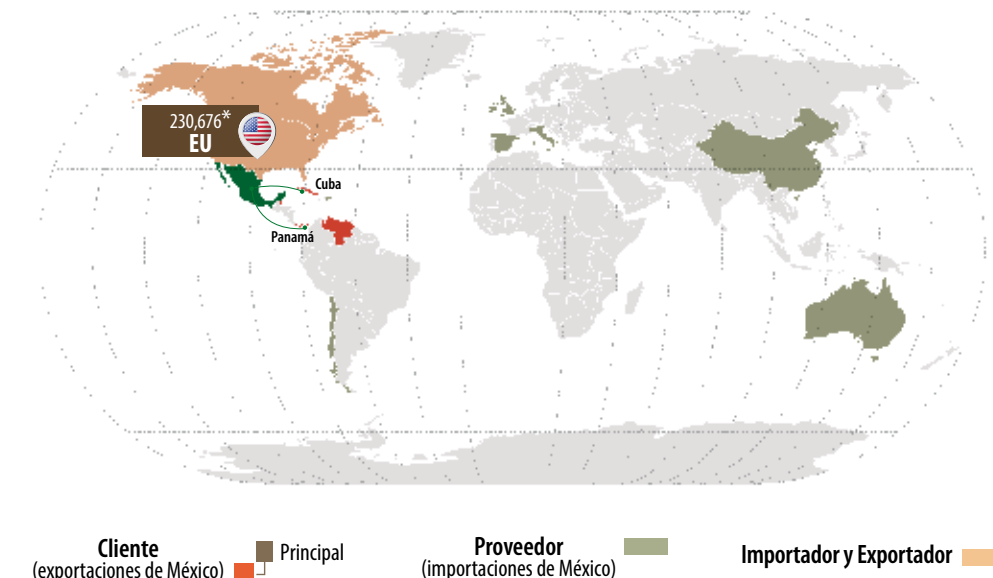 230,676*
EU
Cuba
Panamá
Cliente
(exportaciones de México)
Principal
Proveedor
(importaciones de México)
Importador y Exportador